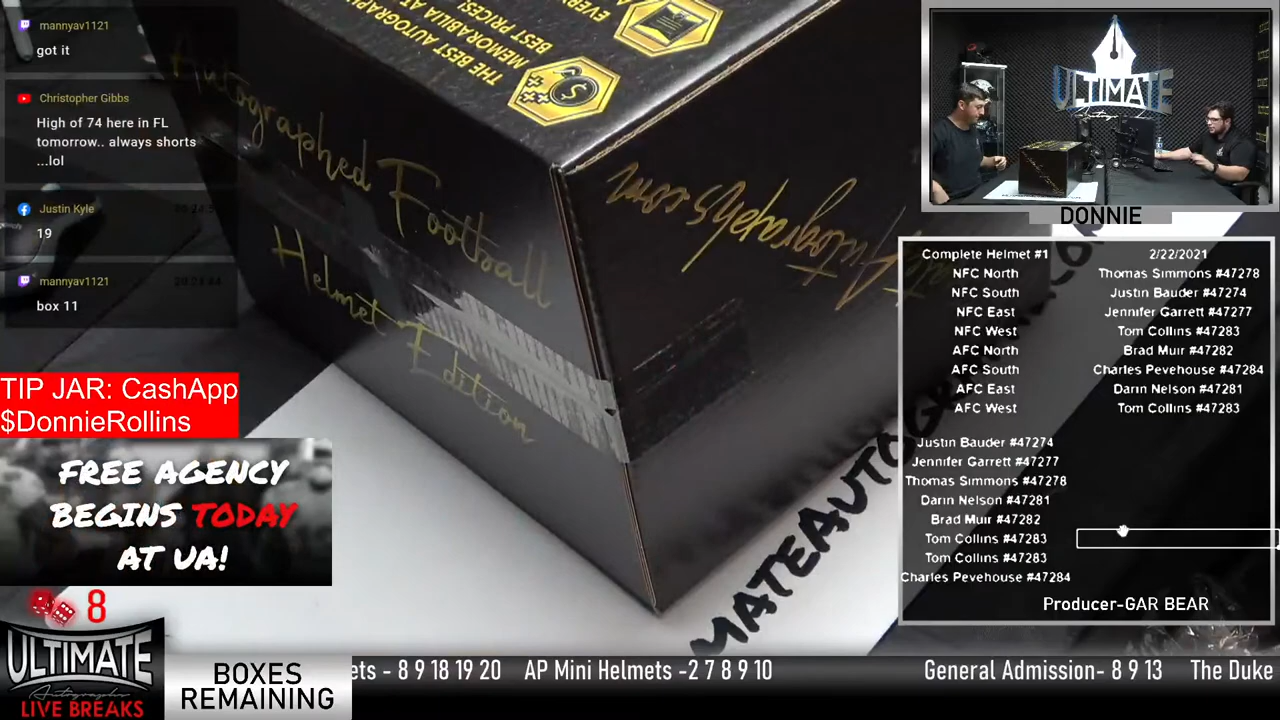 mannyav1121
got it
Christopher Gibbs
High of 74 here in FL
tomorrow.. always shorts
...lol
Justin Kyle
19
mannyav1121
box 11
TIP JAR: CashApp
$DonnieRollins
FREE AGENCY
BEGINS TODAY
AT UA!
8
ULTIMATE
Autographs
LIVE BREAKS
BOXES
REMAINING
ets - 8 9 18 19 20 AP Mini Helmets -2 7 8 9 10 General Admission- 8 9 13 The Duke
THE BEST AUTOGRAPH
MEMORABILIA AT
BEST PRICES!
EVERY
Autographed Football
Helmet Edition
Autographs.com
MATEAUTOGRA
ULTIMATE
Autographs
DONNIE
Complete Helmet #1 2/22/2021
NFC North Thomas Simmons #47278
NFC South Justin Bauder #47274
NFC East Jennifer Garrett #47277
NFC West Tom Collins #47283
AFC North Brad Muir #47282
AFC South Charles Pevehouse #47284
AFC East Darin Nelson #47281
AFC West Tom Collins #47283
Justin Bauder #47274
Jennifer Garrett #47277
Thomas Simmons #47278
Darin Nelson #47281
Brad Muir #47282
Tom Collins #47283
Tom Collins #47283
Charles Pevehouse #47284
Producer-GAR BEAR